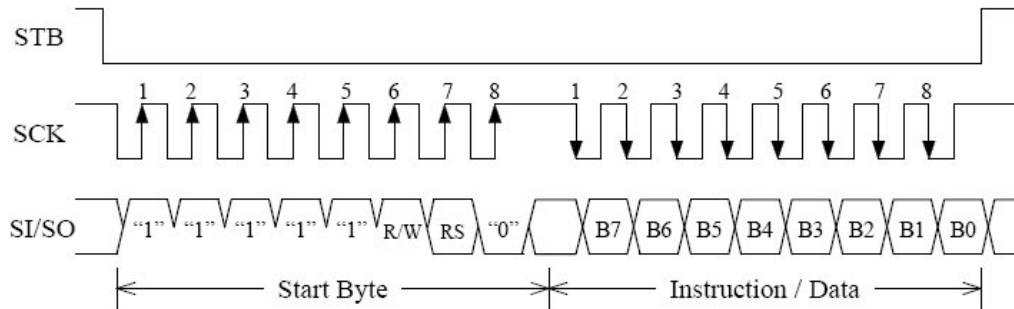 STB
1 2 3 4 5 6 7 8 1 2 3 4 5 6 7 8
SCK
SI/SO “1” “1” “1” “1” “1” R/W RS “0” B7 B6 B5 B4 B3 B2 B1 B0
Start Byte Instruction / Data